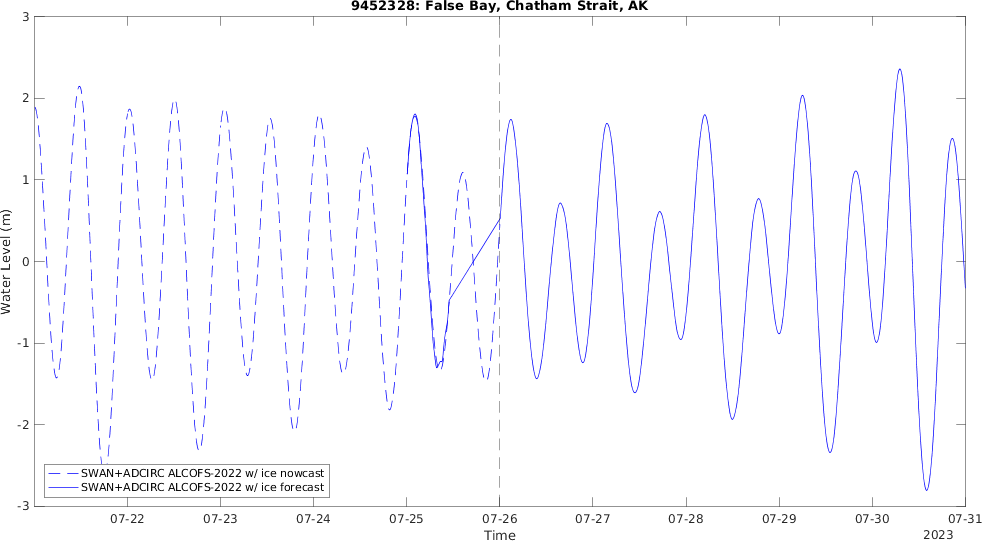 9452328: False Bay, Chatham Strait, AK
3
2
1
0
-1
-2
-3
Water Level (m)
SWAN+ADCIRC ALCOFS-2022 w/ ice nowcast
SWAN+ADCIRC ALCOFS-2022 w/ ice forecast
07-22 07-23 07-24 07-25 07-26 07-27 07-28 07-29 07-30 07-31
Time
2023